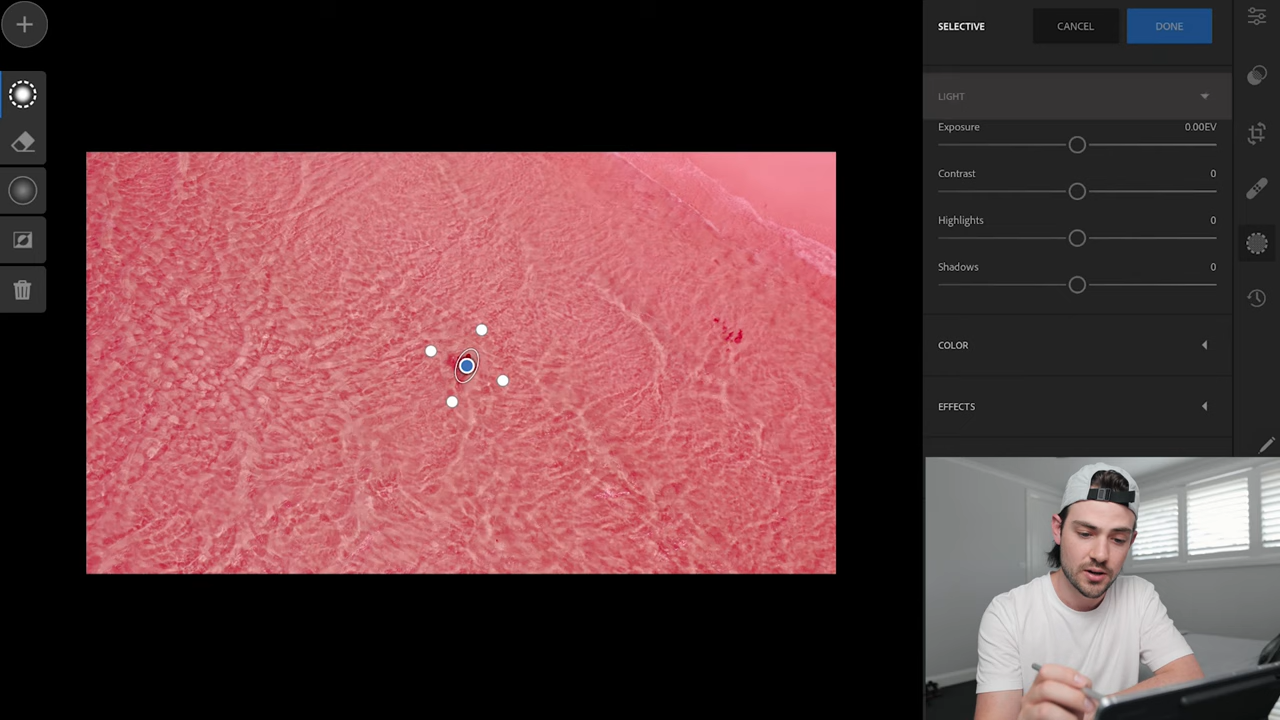 SELECTIVE CANCEL DONE
LIGHT
Exposure 0.00EV
Contrast 0
Highlights 0
Shadows 0
COLOR
EFFECTS